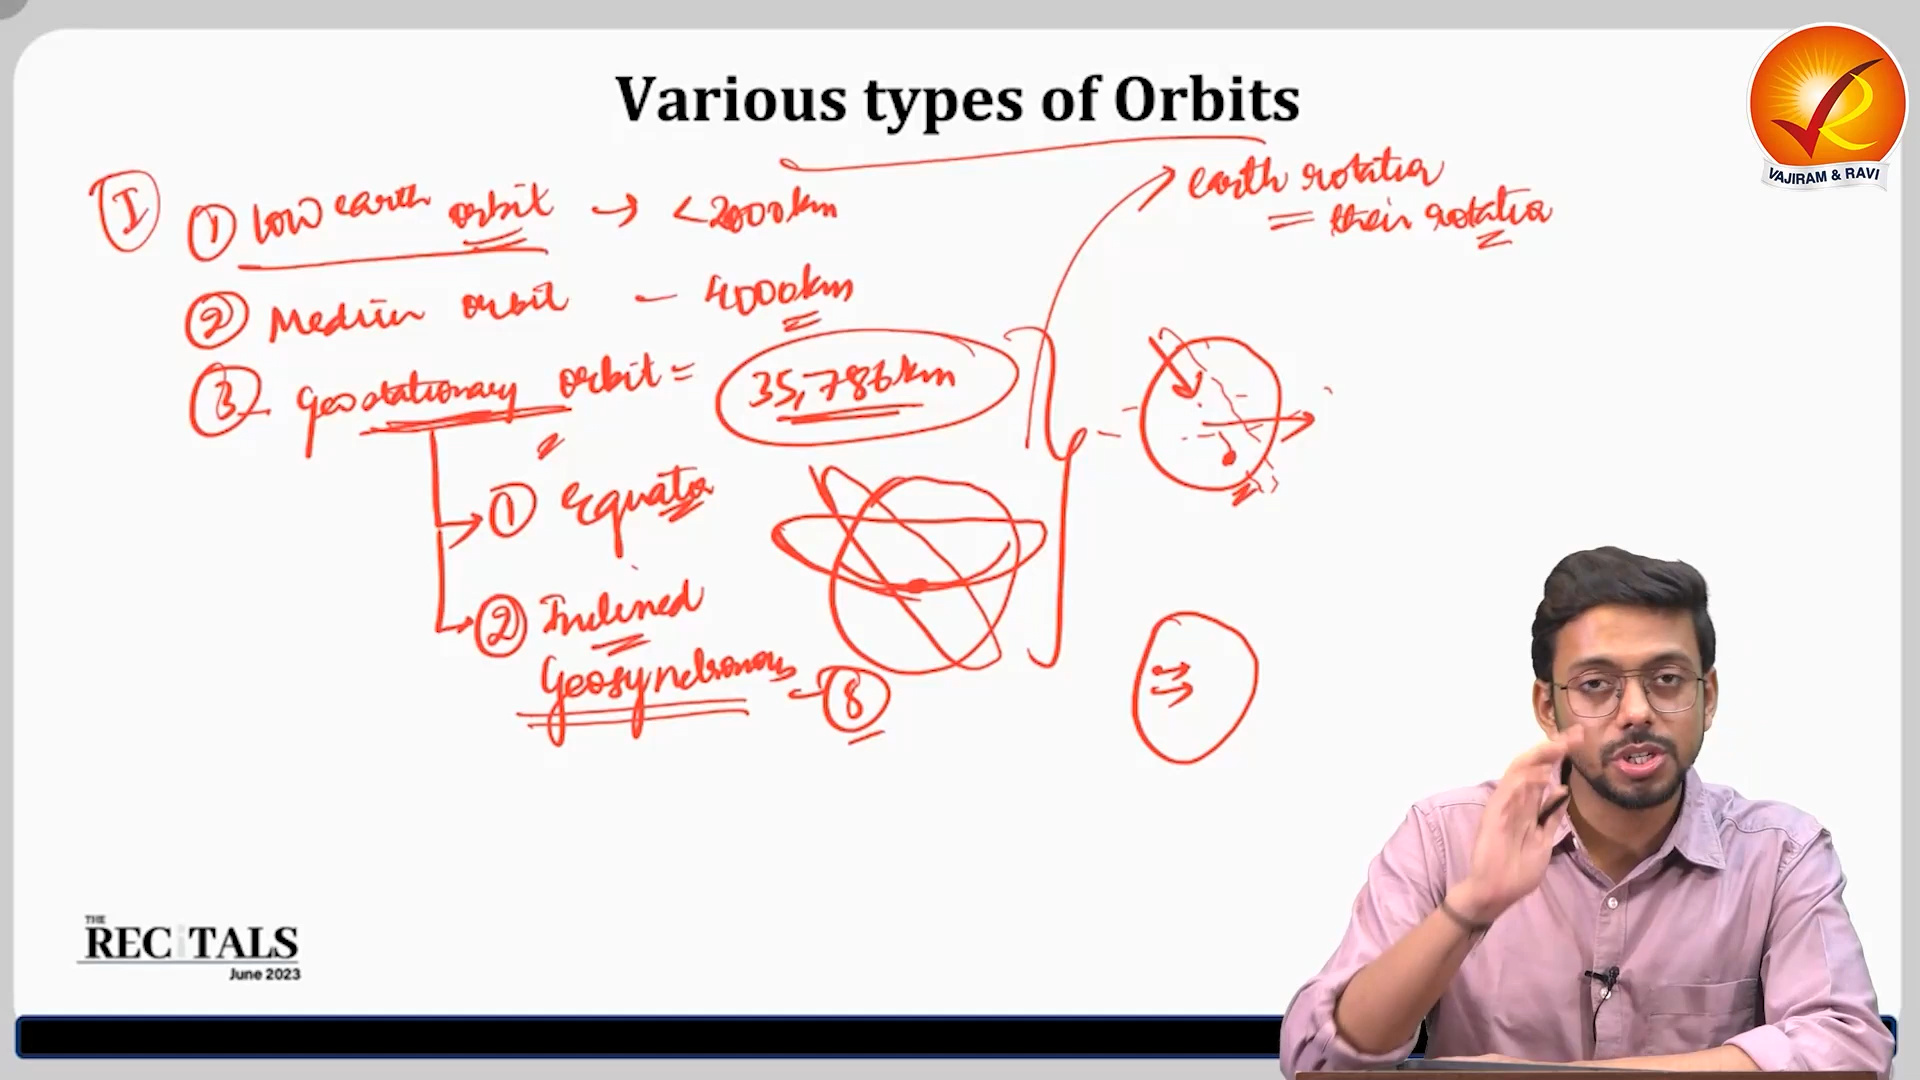 Various types of Orbits
VAJIRAM & RAVI
I
① Low earth orbit → <2000km
earth rotation
= their rotation
② Medium orbit - 4000km
③ geostationary orbit = 35,786km
① Equator
② Inclined
Geosynchronous - 8
THE
RECiTALS
June 2023